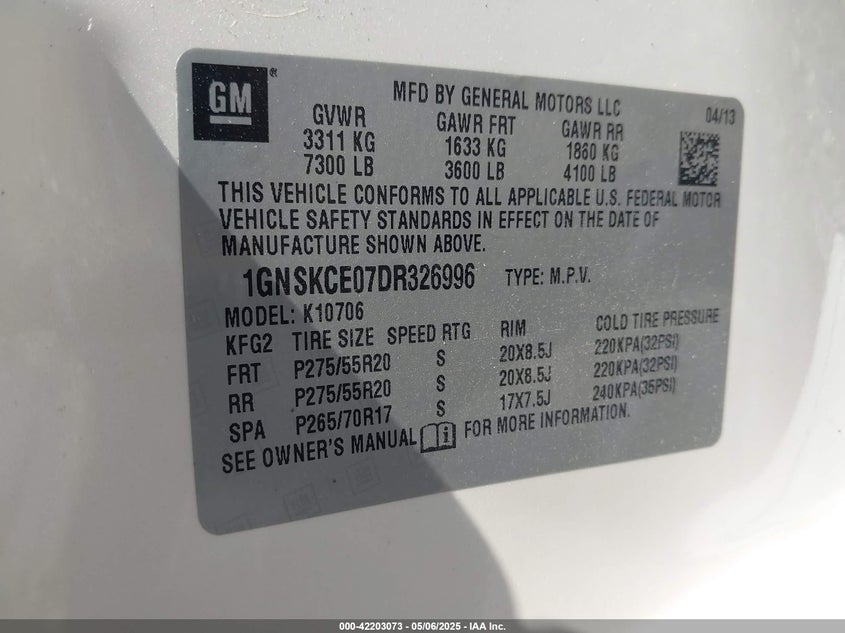 GM ®
MFD BY GENERAL MOTORS LLC 04/13
GVWR GAWR FRT GAWR RR
3311 KG 1633 KG 1860 KG
7300 LB 3600 LB 4100 LB
THIS VEHICLE CONFORMS TO ALL APPLICABLE U.S. FEDERAL MOTOR
VEHICLE SAFETY STANDARDS IN EFFECT ON THE DATE OF
MANUFACTURE SHOWN ABOVE.
1GNSKCE07DR326996 TYPE: M.P.V.
MODEL: K10706
KFG2 TIRE SIZE SPEED RTG RIM COLD TIRE PRESSURE
FRT P275/55R20 S 20X8.5J 220KPA(32PSI)
RR P275/55R20 S 20X8.5J 220KPA(32PSI)
SPA P265/70R17 S 17X7.5J 240KPA(35PSI)
SEE OWNER'S MANUAL i FOR MORE INFORMATION.
000-42203073 — 05/06/2025 — IAA Inc.